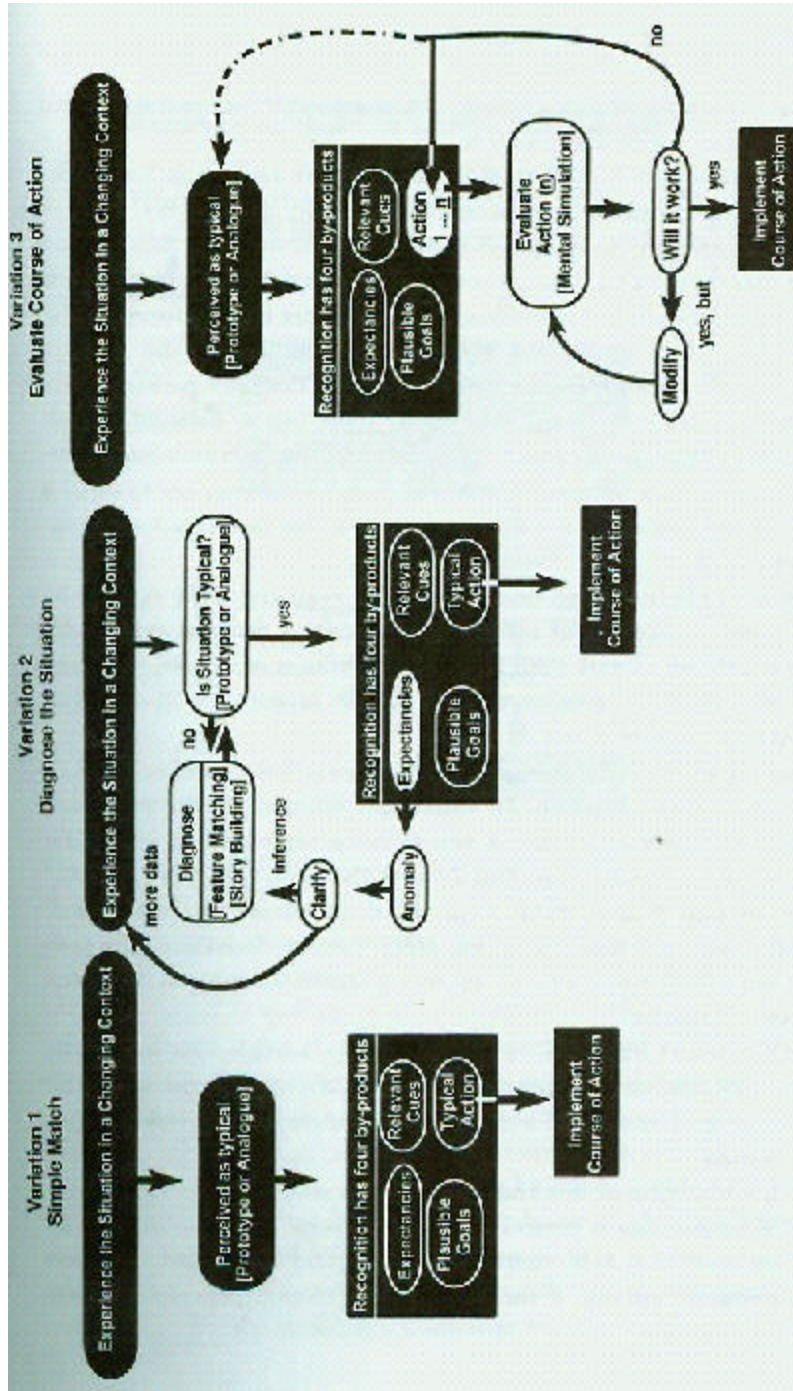 Variation 1
Simple Match
Experience the Situation in a Changing Context
Perceived as typical
[Prototype or Analogue]
Recognition has four by-products
Expectancies
Relevant
Cues
Plausible
Goals
Typical
Action
Implement
Course of Action
Variation 2
Diagnose the Situation
Experience the Situation in a Changing Context
more data
Diagnose
[Feature Matching]
[Story Building]
no
Is Situation Typical?
[Prototype or Analogue]
inference
yes
Clarify
Anomaly
Recognition has four by-products
Expectancies
Relevant
Cues
Plausible
Goals
Typical
Action
Implement
Course of Action
Variation 3
Evaluate Course of Action
Experience the Situation in a Changing Context
Perceived as typical
[Prototype or Analogue]
Recognition has four by-products
Expectancies
Relevant
Cues
Plausible
Goals
Action
1 ... n
Evaluate
Action (n)
[Mental Simulation]
Modify
yes, but
Will it work?
no
yes
Implement
Course of Action